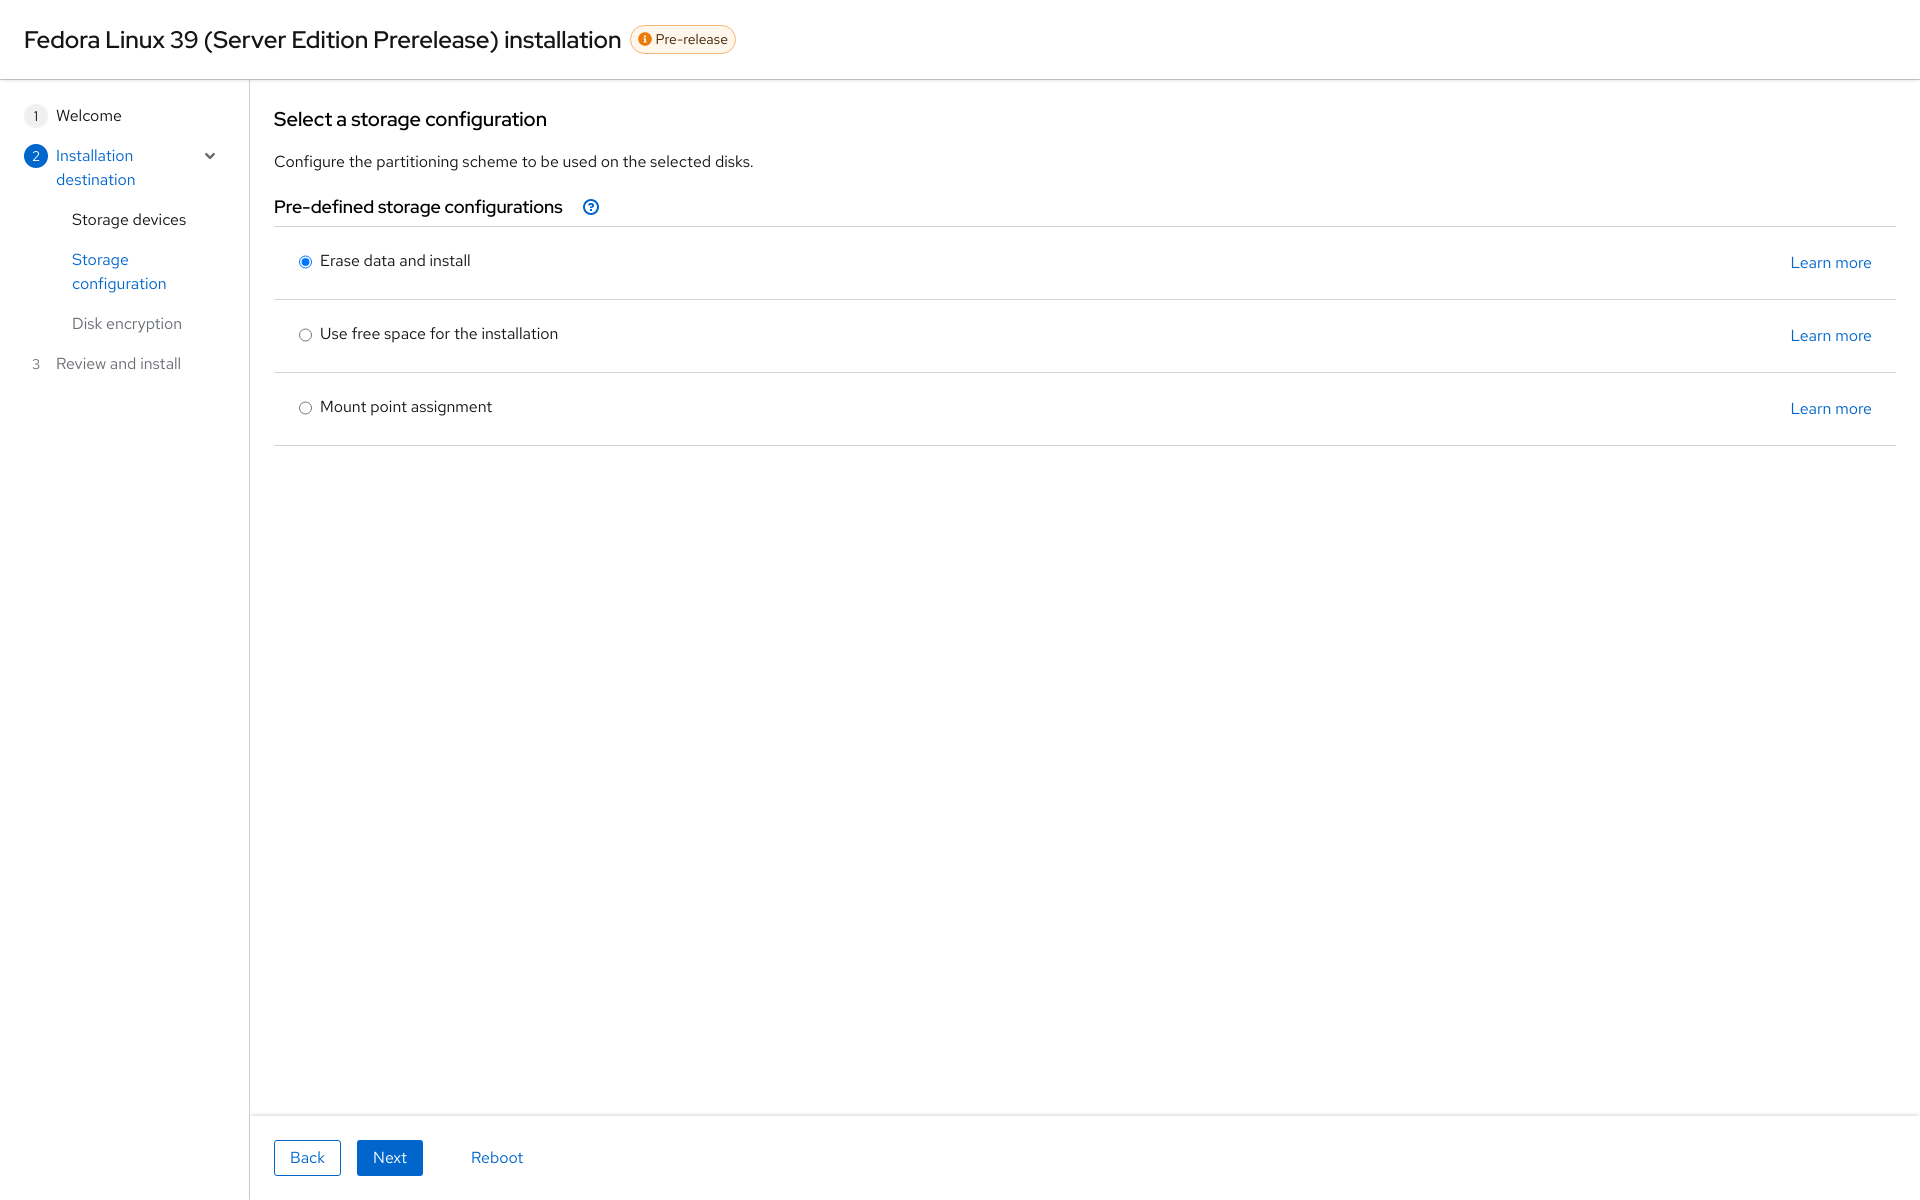 Fedora Linux 39 (Server Edition Prerelease) installation Pre-release
1 Welcome
2 Installation
destination
Storage devices
Storage
configuration
Disk encryption
3 Review and install
Select a storage configuration
Configure the partitioning scheme to be used on the selected disks.
Pre-defined storage configurations
Erase data and install Learn more
Use free space for the installation Learn more
Mount point assignment Learn more
Back Next Reboot